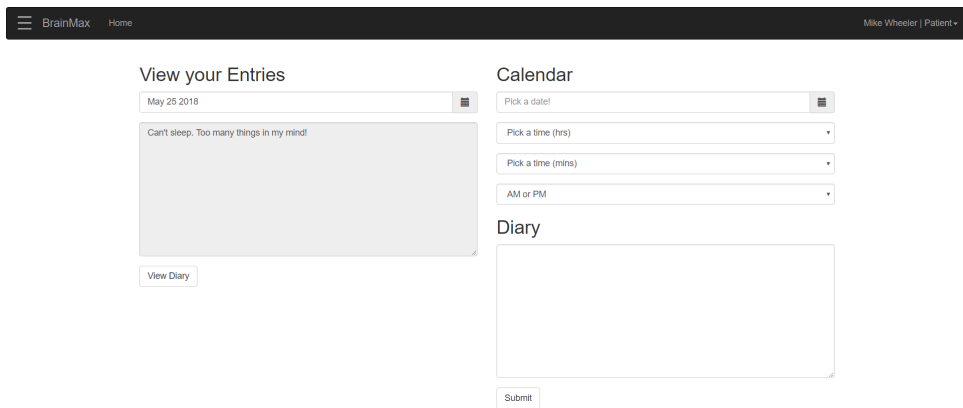 BrainMax Home Mike Wheeler | Patient
View your Entries
May 25 2018
Can't sleep. Too many things in my mind!
View Diary
Calendar
Pick a date!
Pick a time (hrs)
Pick a time (mins)
AM or PM
Diary
Submit